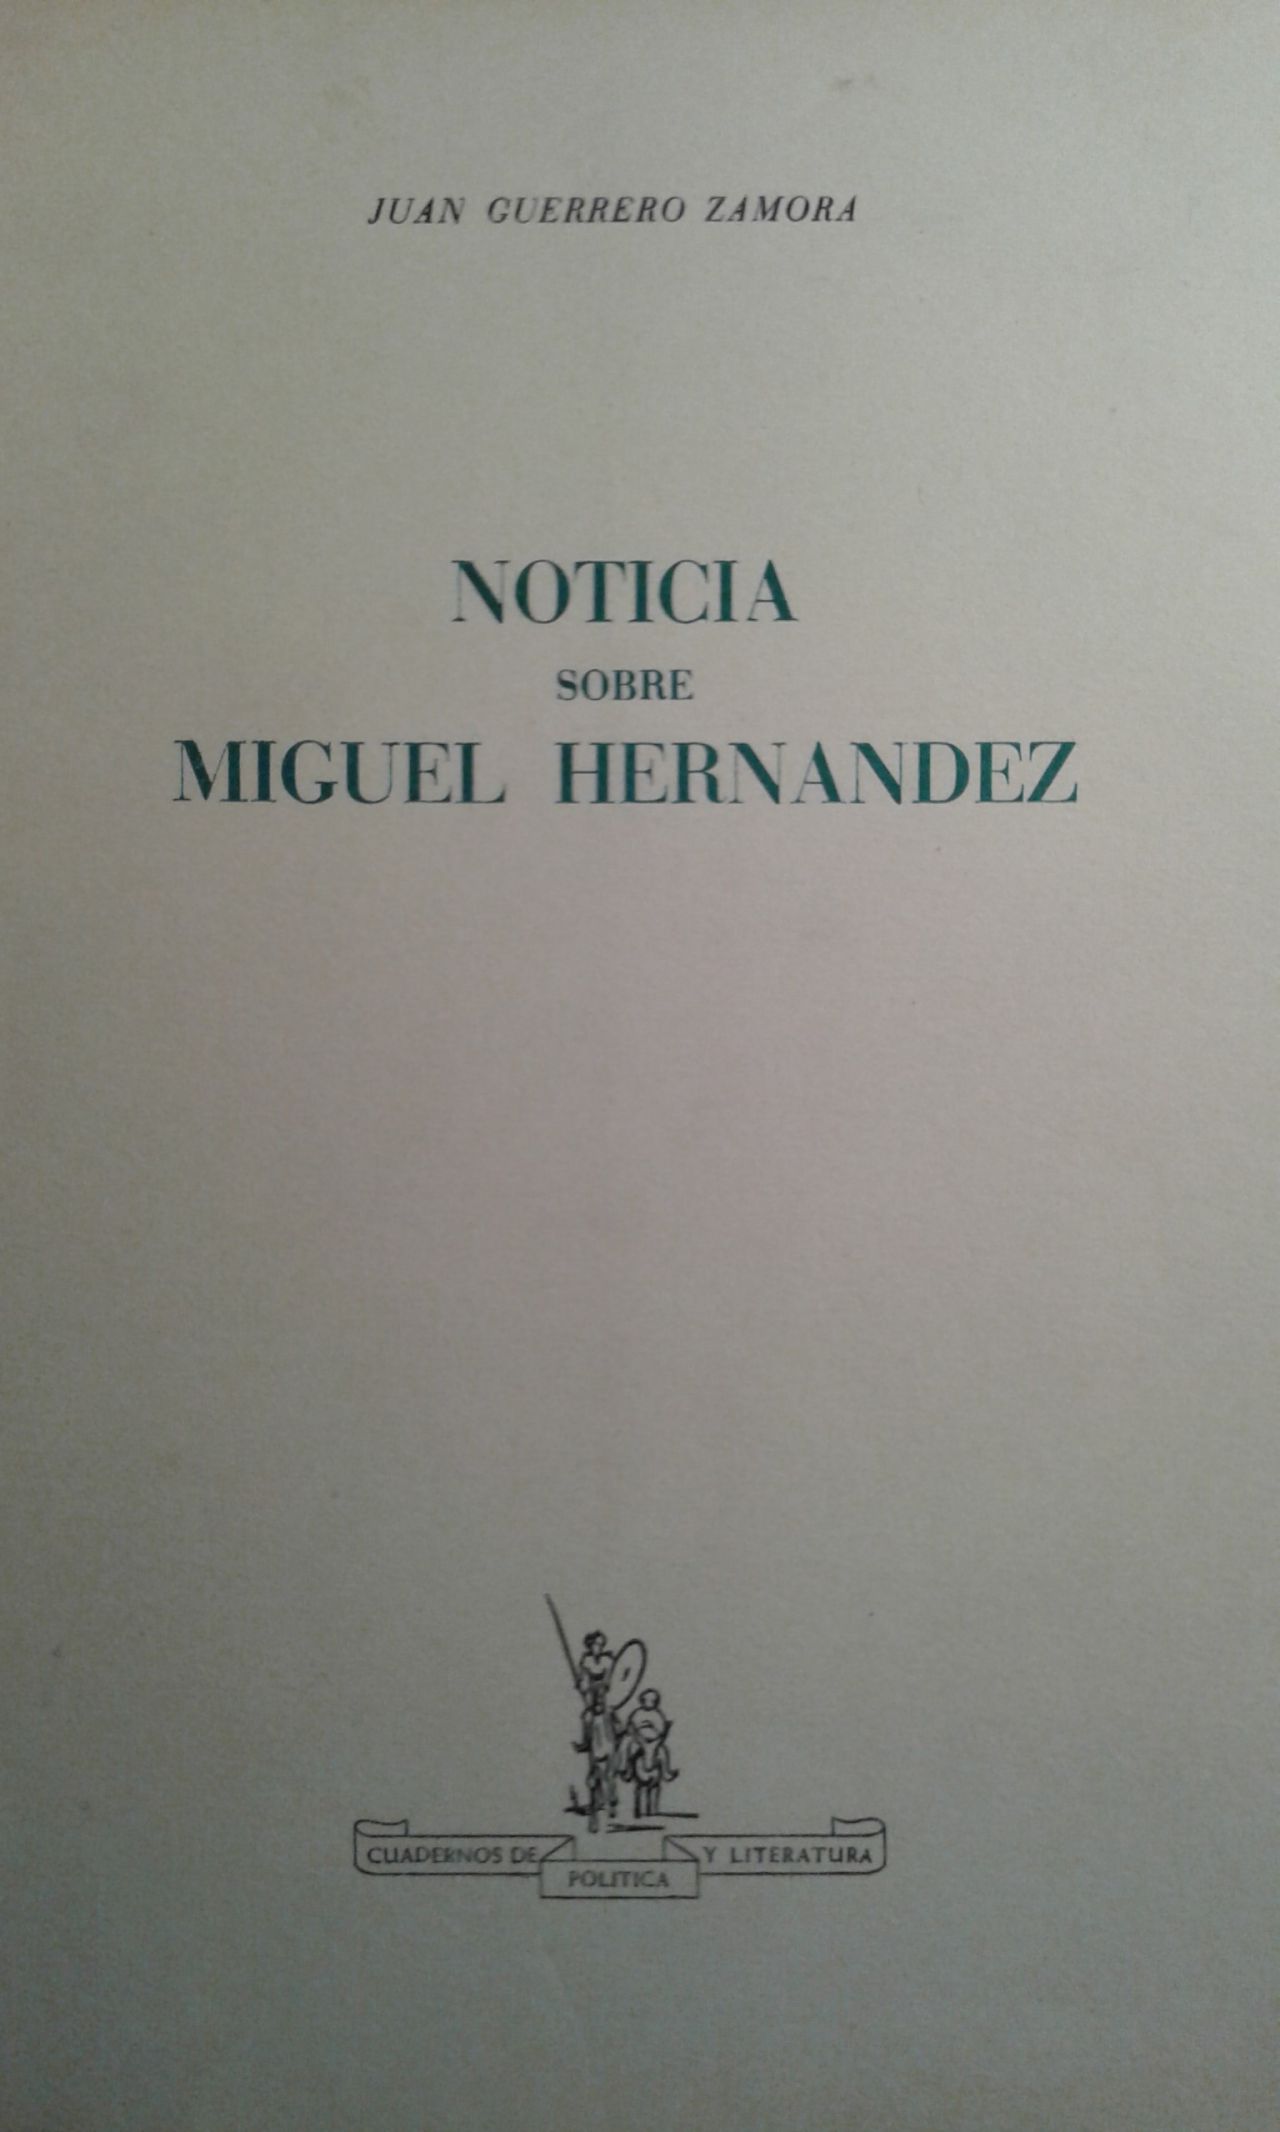 JUAN GUERRERO ZAMORA
NOTICIA
SOBRE
MIGUEL HERNANDEZ
CUADERNOS DE
POLITICA
Y LITERATURA